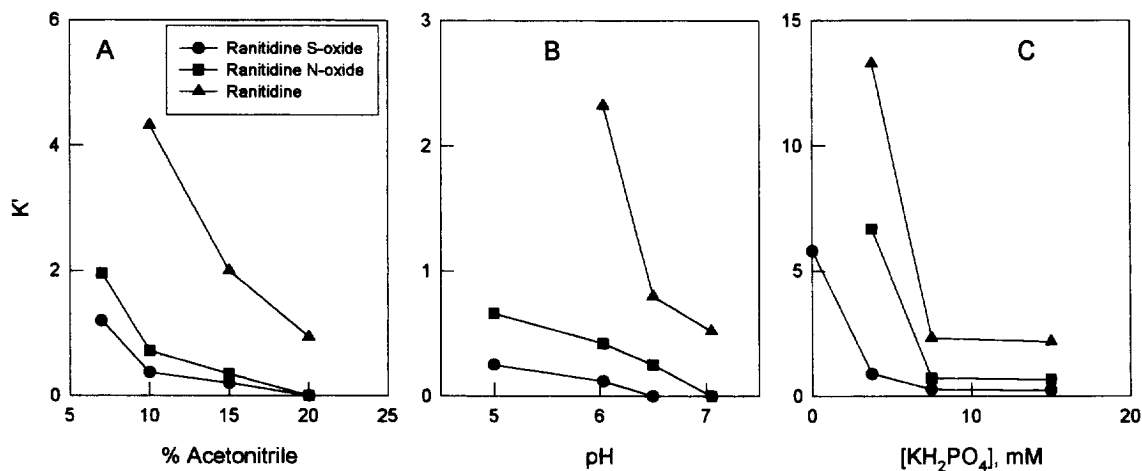 A
Ranitidine S-oxide
Ranitidine N-oxide
Ranitidine
K'
6
4
2
0
5 10 15 20 25
% Acetonitrile
B
3
2
1
0
5 6 7
pH
C
15
10
5
0
0 10 20
[KH₂PO₄], mM